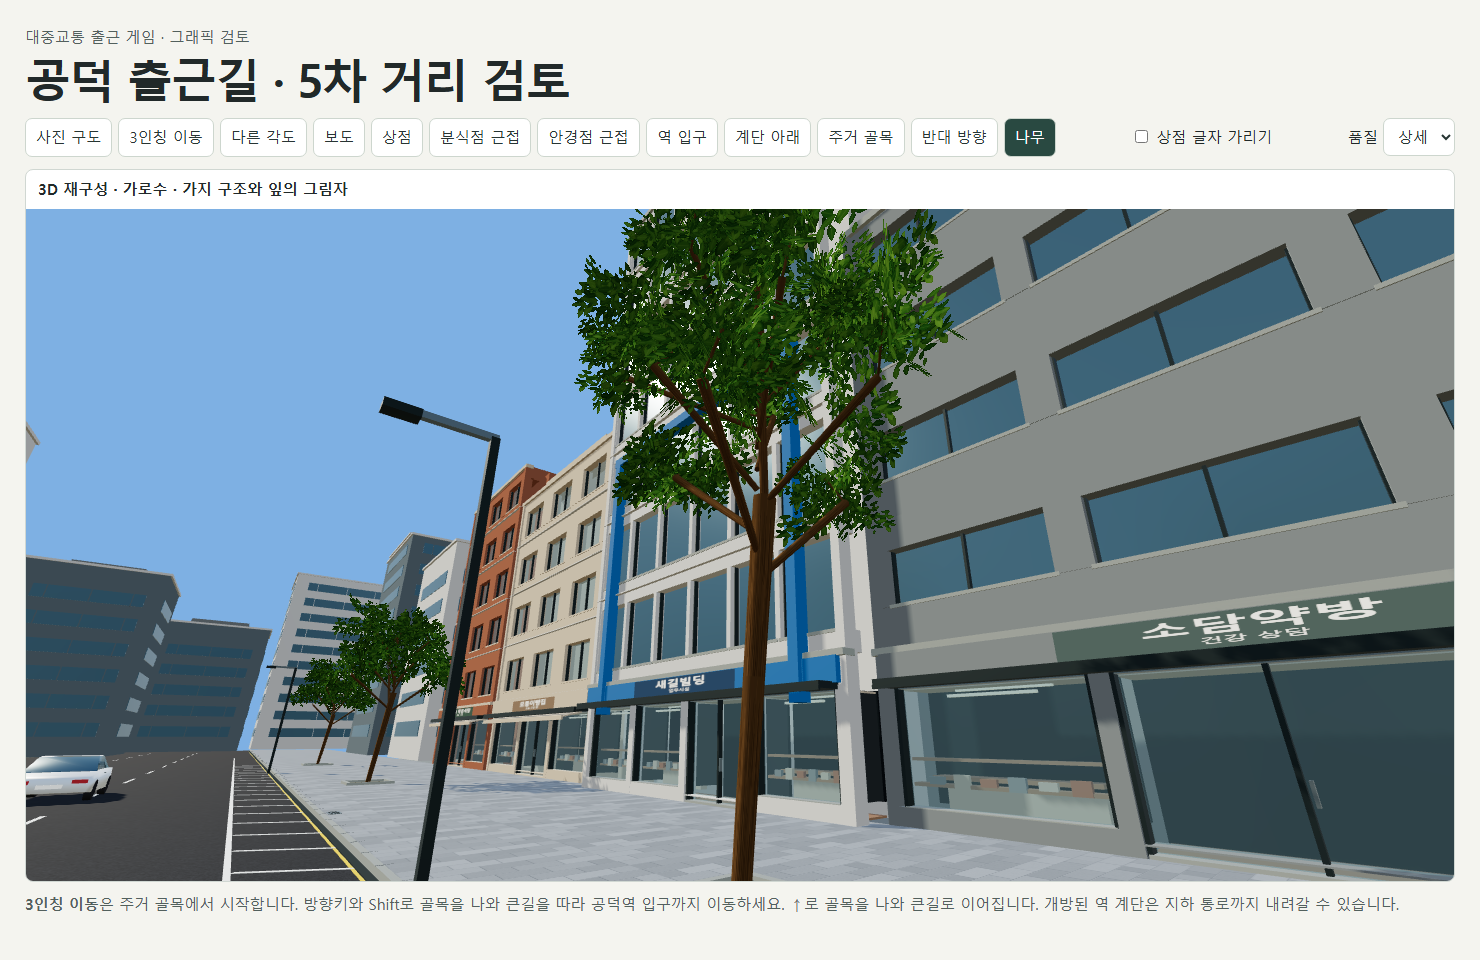 대중교통 출근 게임 · 그래픽 검토
공덕 출근길 · 5차 거리 검토
사진 구도
3인칭 이동
다른 각도
보도
상점
분식점 근접
안경점 근접
역 입구
계단 아래
주거 골목
반대 방향
나무
상점 글자 가리기
품질
상세
3D 재구성 · 가로수 · 가지 구조와 잎의 그림자
소담약방
건강 상담
새길빌딩
3인칭 이동은 주거 골목에서 시작합니다. 방향키와 Shift로 골목을 나와 큰길을 따라 공덕역 입구까지 이동하세요. ↑로 골목을 나와 큰길로 이어집니다. 개방된 역 계단은 지하 통로까지 내려갈 수 있습니다.